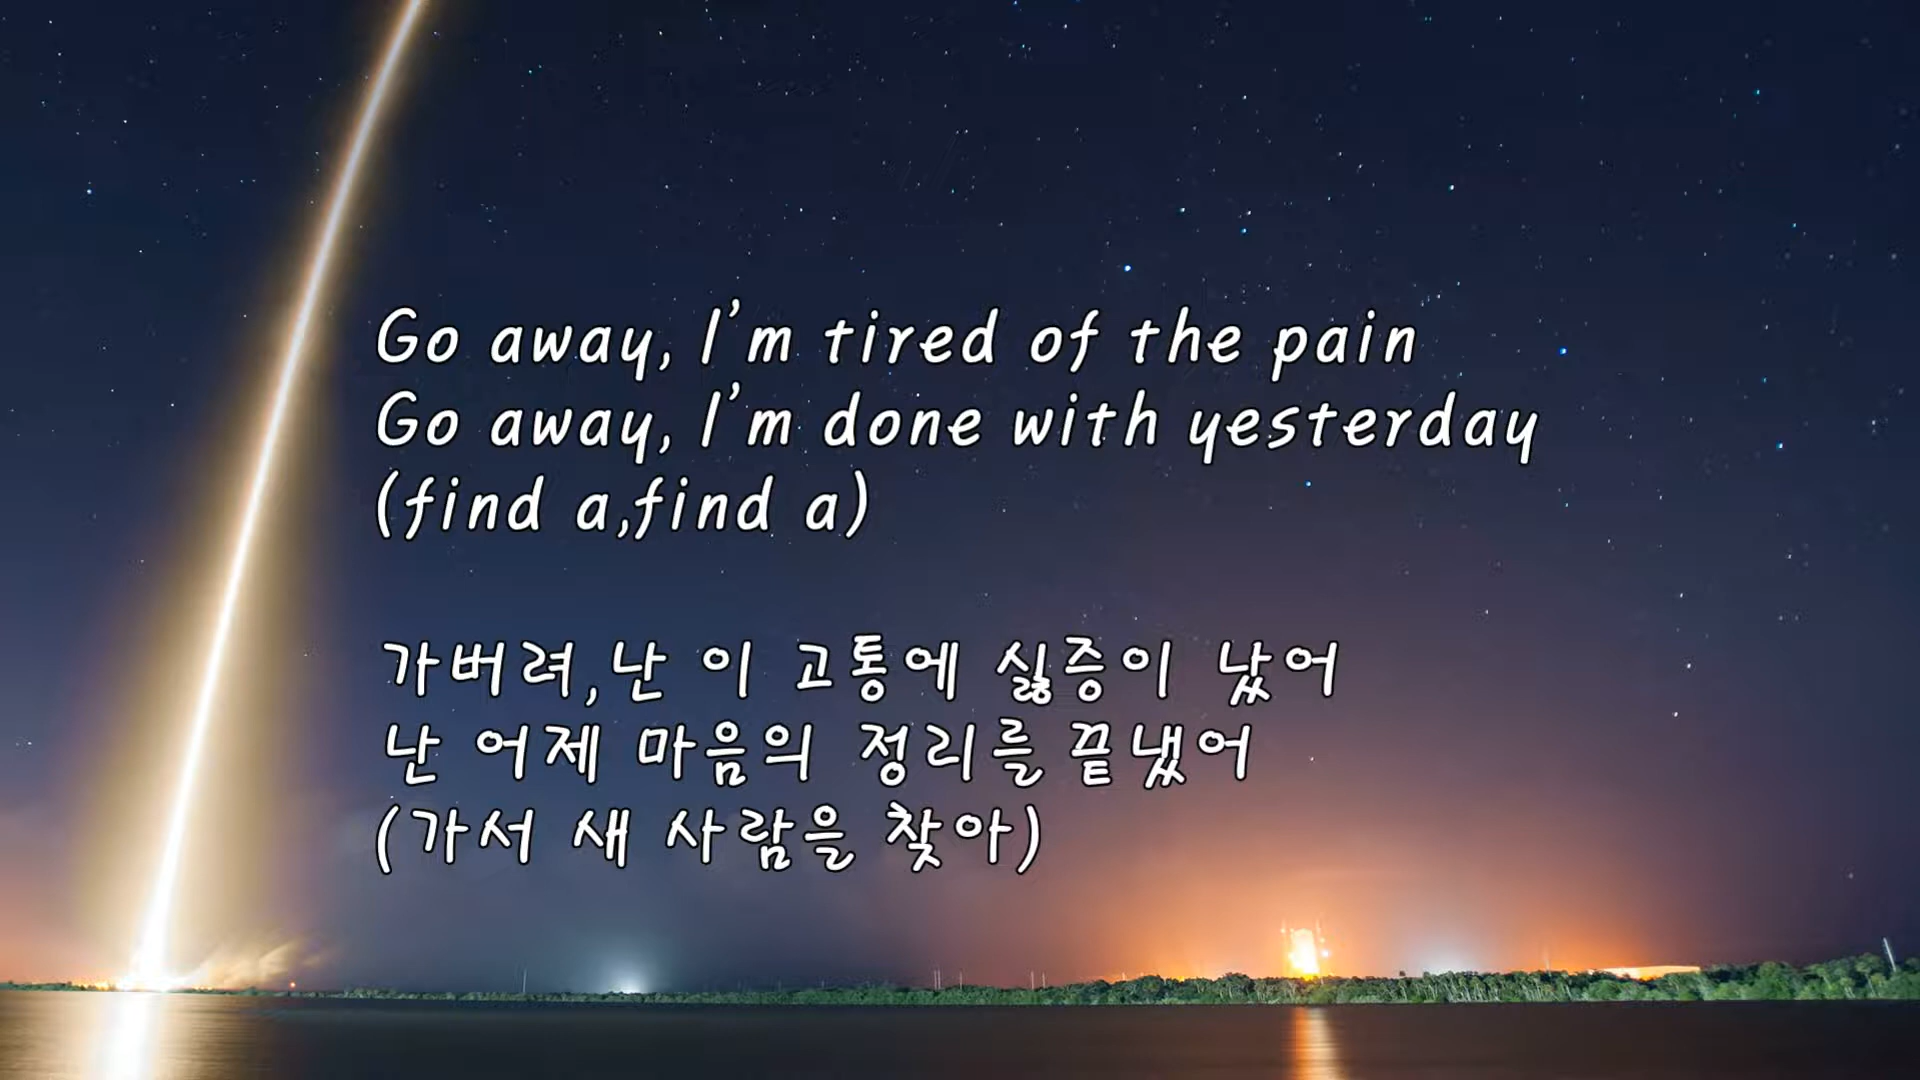 Go away, I'm tired of the pain
Go away, I'm done with yesterday
(find a,find a)
가버려,난 이 고통에 싫증이 났어
난 어제 마음의 정리를 끝냈어
(가서 새 사람을 찾아)